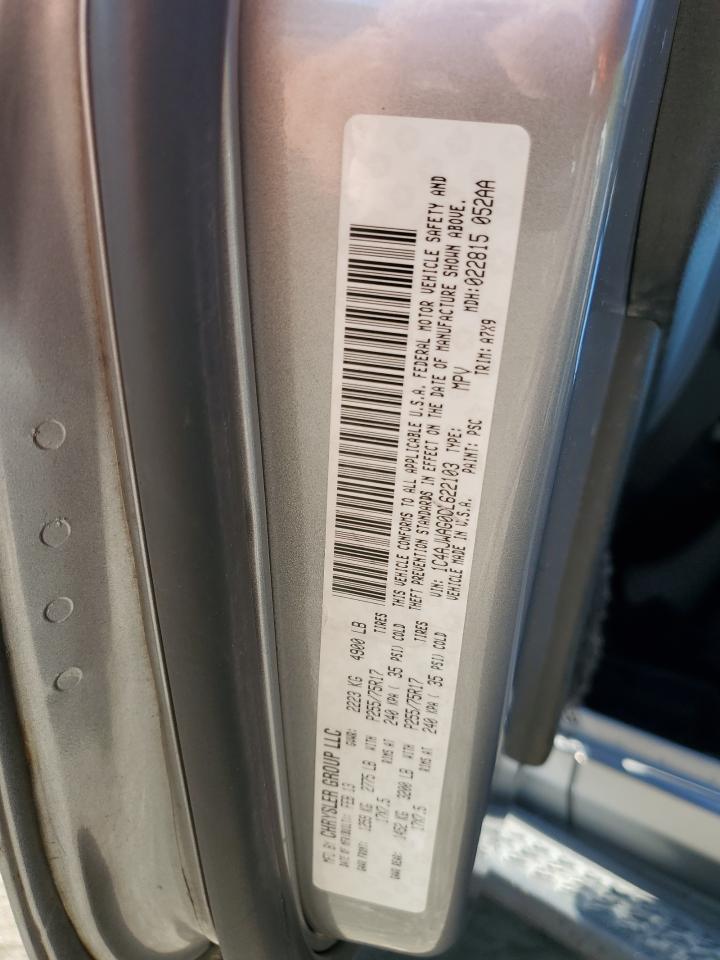 MFD BY CHRYSLER GROUP LLC
DATE OF MFR/BUILT: FEB 13 GVWR: 2223 KG 4900 LB
GAWR FRONT: 1259 KG 2775 LB WITH P255/75R17 TIRES
17X7.5 RIMS AT 240 KPA ( 35 PSI) COLD
GAWR REAR: 1452 KG 3200 LB WITH P255/75R17 TIRES
17X7.5 RIMS AT 240 KPA ( 35 PSI) COLD
THIS VEHICLE CONFORMS TO ALL APPLICABLE U.S.A. FEDERAL MOTOR VEHICLE SAFETY AND
THEFT PREVENTION STANDARDS IN EFFECT ON THE DATE OF MANUFACTURE SHOWN ABOVE.
VIN: 1C4AJWAG0DL622103 TYPE: MPV MDH:022815 052AA
VEHICLE MADE IN U.S.A. PAINT: PSC TRIM: A7X9